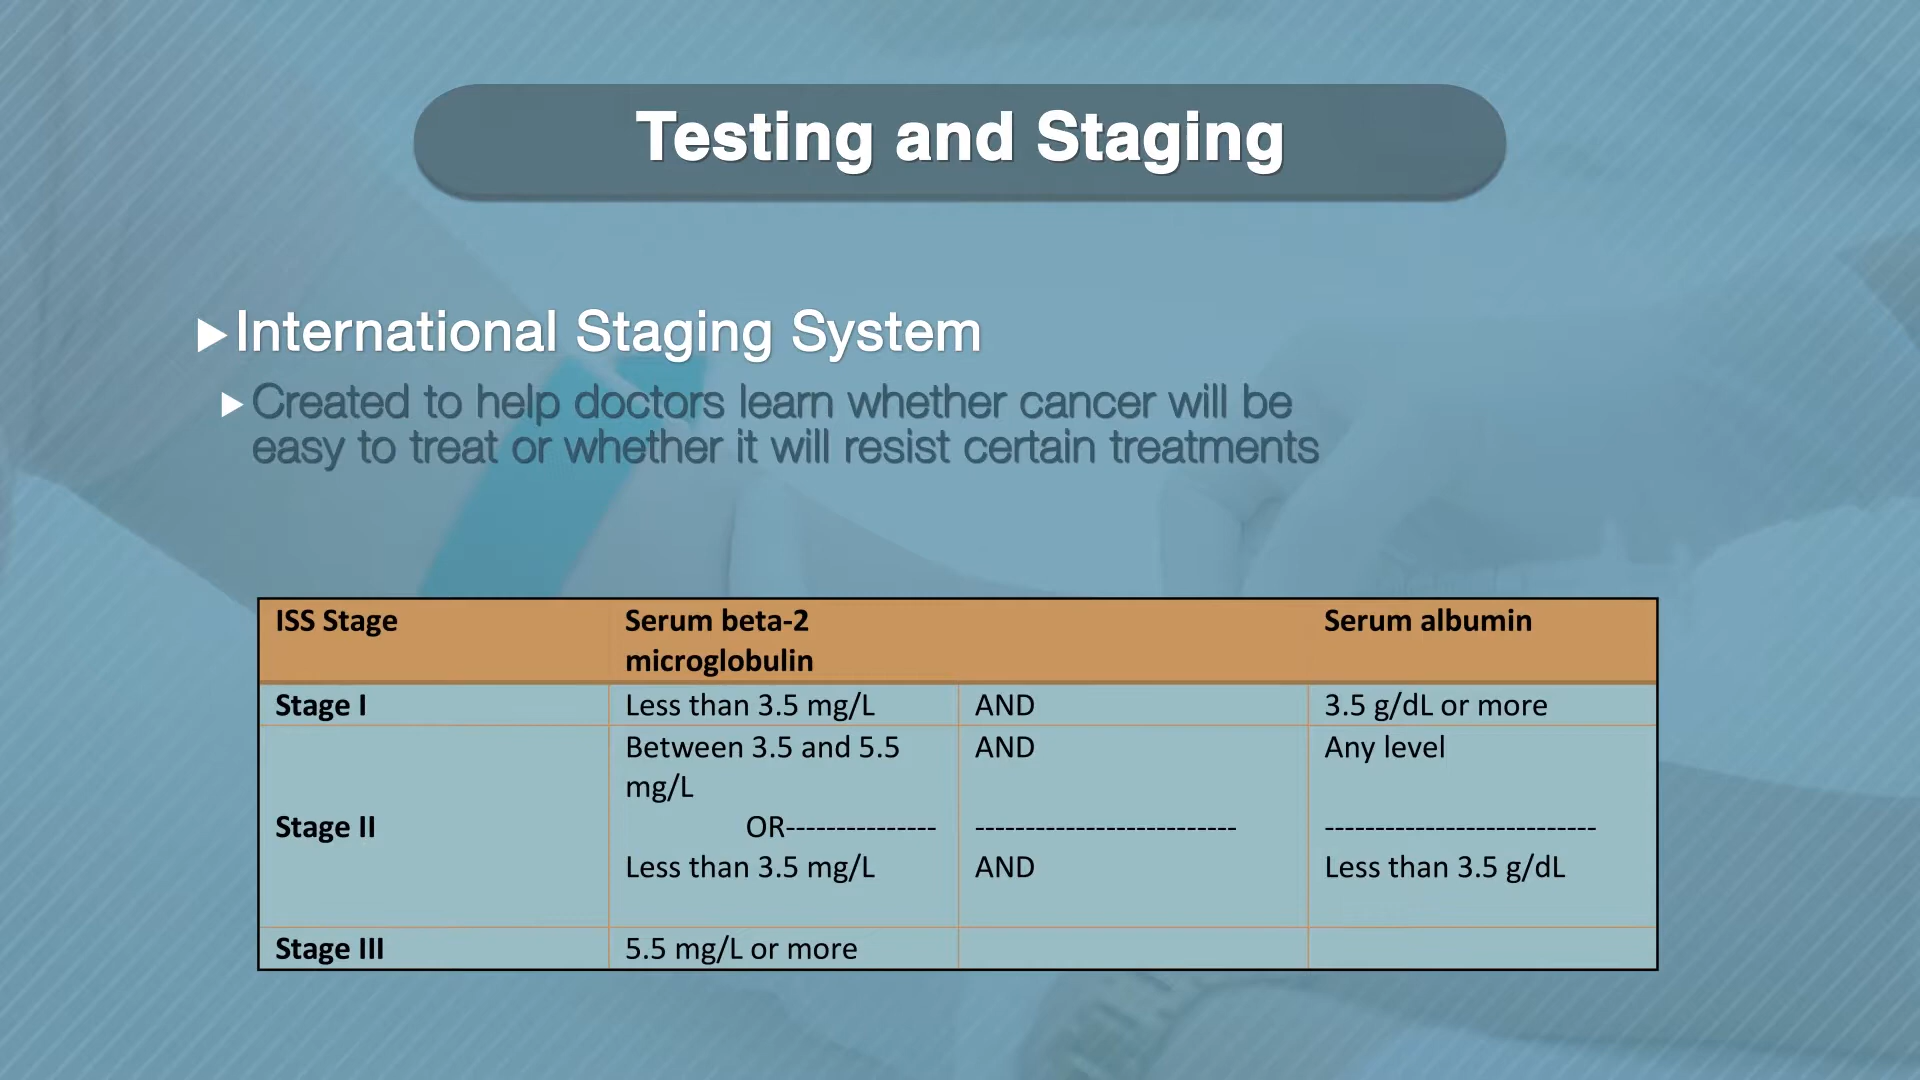 Testing and Staging
International Staging System
Created to help doctors learn whether cancer will be
easy to treat or whether it will resist certain treatments
ISS Stage Serum beta-2 microglobulin Serum albumin
Stage I Less than 3.5 mg/L AND 3.5 g/dL or more
Between 3.5 and 5.5 mg/L AND Any level
Stage II OR--------------- -------------------------- ---------------------------
Less than 3.5 mg/L AND Less than 3.5 g/dL
Stage III 5.5 mg/L or more